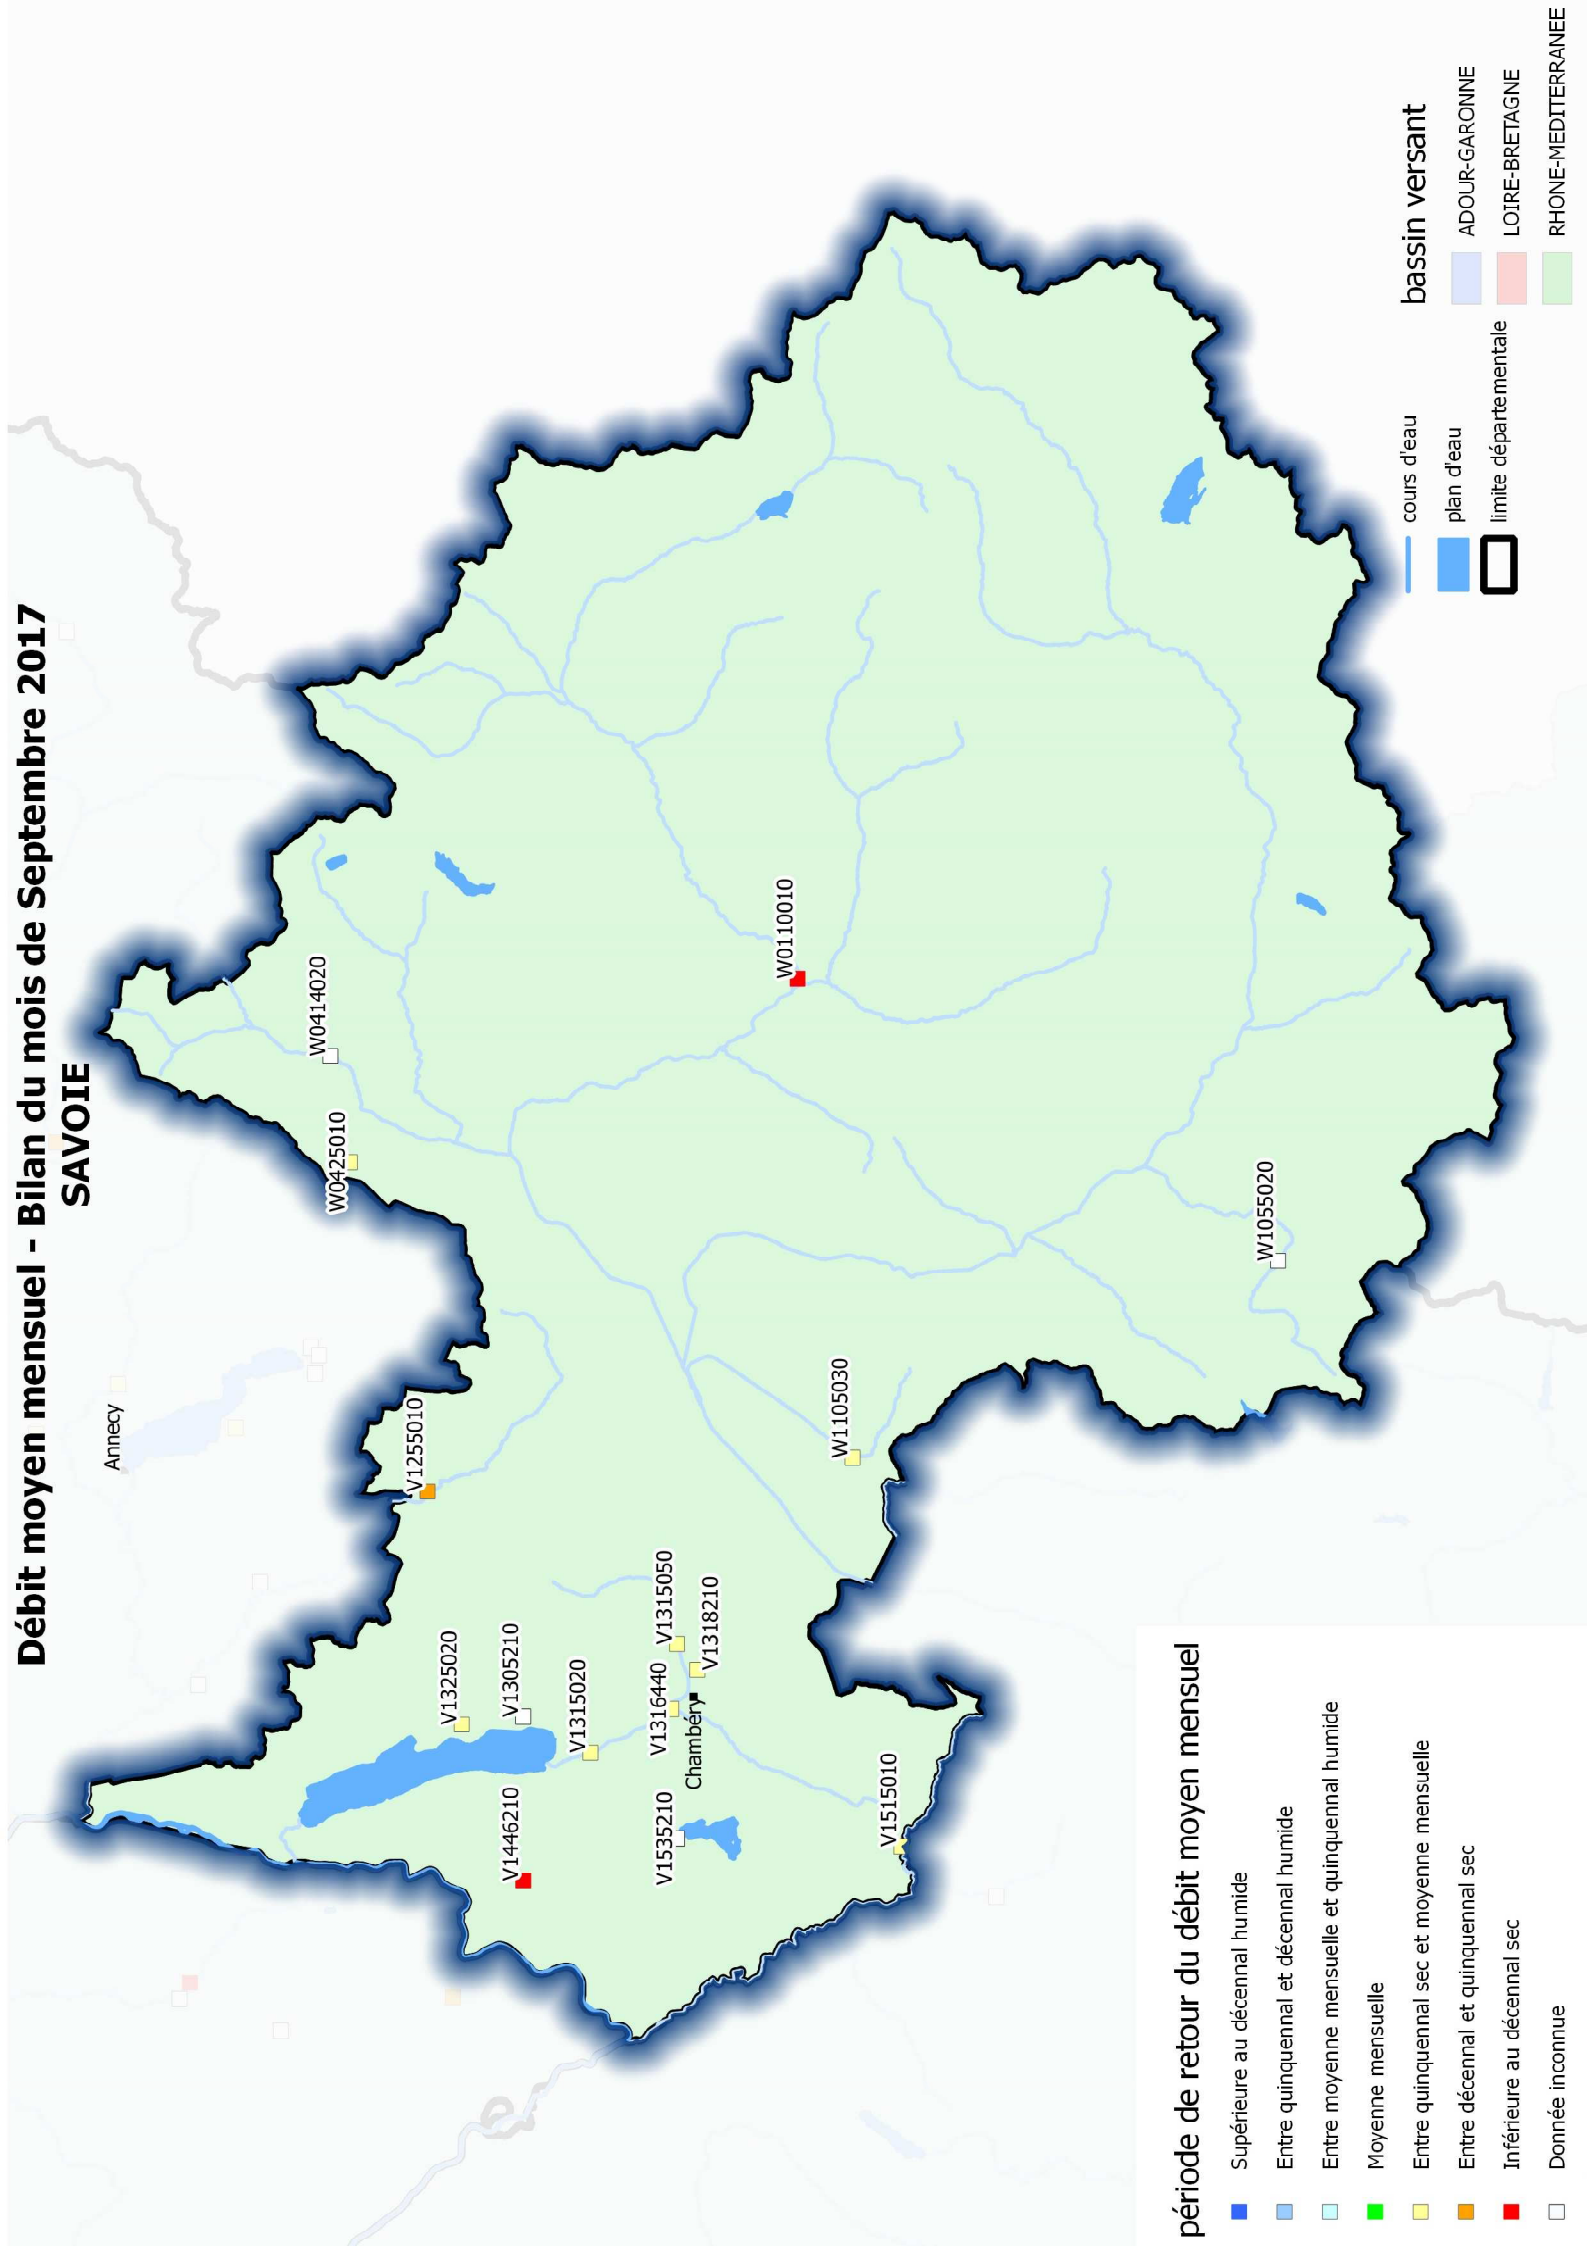 Débit moyen mensuel - Bilan du mois de Septembre 2017
SAVOIE
Annecy
W0414020
W0425010
V1255010
V1325020
V1305210
V1446210
V1315020
V1315050
V1318210
V1316440
Chambéry
V1535210
V1515010
W1105030
W0110010
W1055020
période de retour du débit moyen mensuel
Supérieure au décennal humide
Entre quinquennal et décennal humide
Entre moyenne mensuelle et quinquennal humide
Moyenne mensuelle
Entre quinquennal sec et moyenne mensuelle
Entre décennal et quinquennal sec
Inférieure au décennal sec
Donnée inconnue
cours d'eau
plan d'eau
limite départementale
bassin versant
ADOUR-GARONNE
LOIRE-BRETAGNE
RHONE-MEDITERRANEE